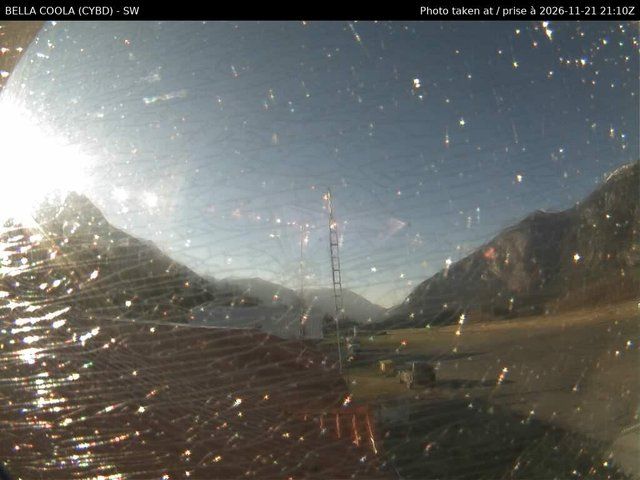 BELLA COOLA (CYBD) - SW
Photo taken at / prise à 2026-11-21 21:10Z